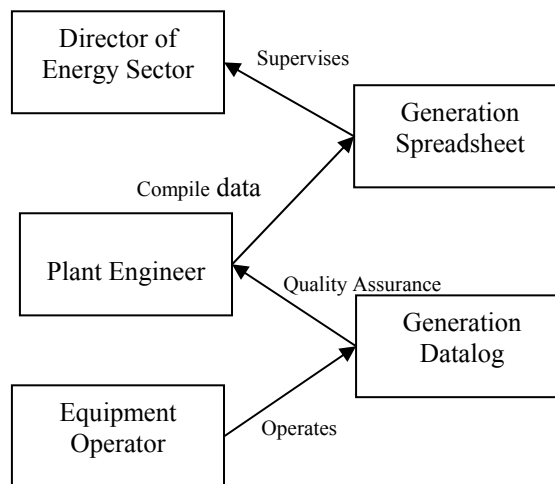 Director of
Energy Sector
Supervises
Generation
Spreadsheet
Compile data
Plant Engineer
Quality Assurance
Generation
Datalog
Equipment
Operator
Operates